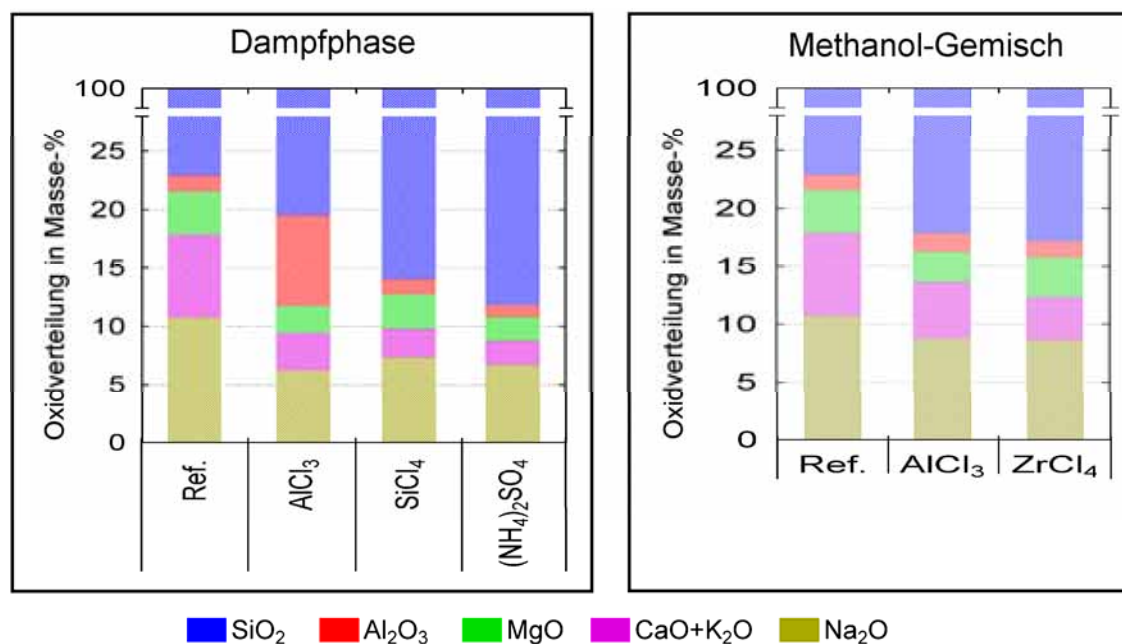 Dampfphase
Oxidverteilung in Masse-%
100
25
20
15
10
5
0
Ref.
AlCl₃
SiCl₄
(NH₄)₂SO₄
Methanol-Gemisch
Oxidverteilung in Masse-%
100
25
20
15
10
5
0
Ref. AlCl₃ ZrCl₄
SiO₂ Al₂O₃ MgO CaO+K₂O Na₂O